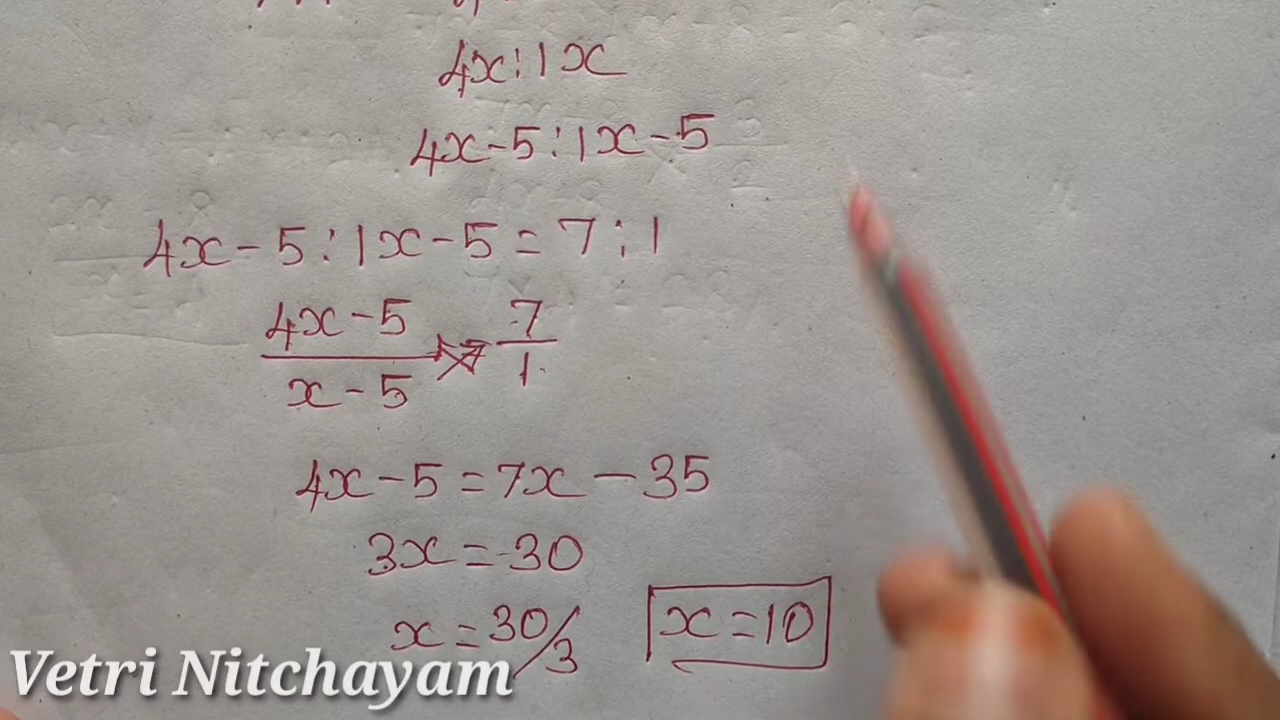 4x:1x
4x-5:1x-5
4x-5:1x-5=7:1
4x-5 7
x-5 1
4x-5=7x-35
3x=30
x=30/3 x=10
Vetri Nitchayam